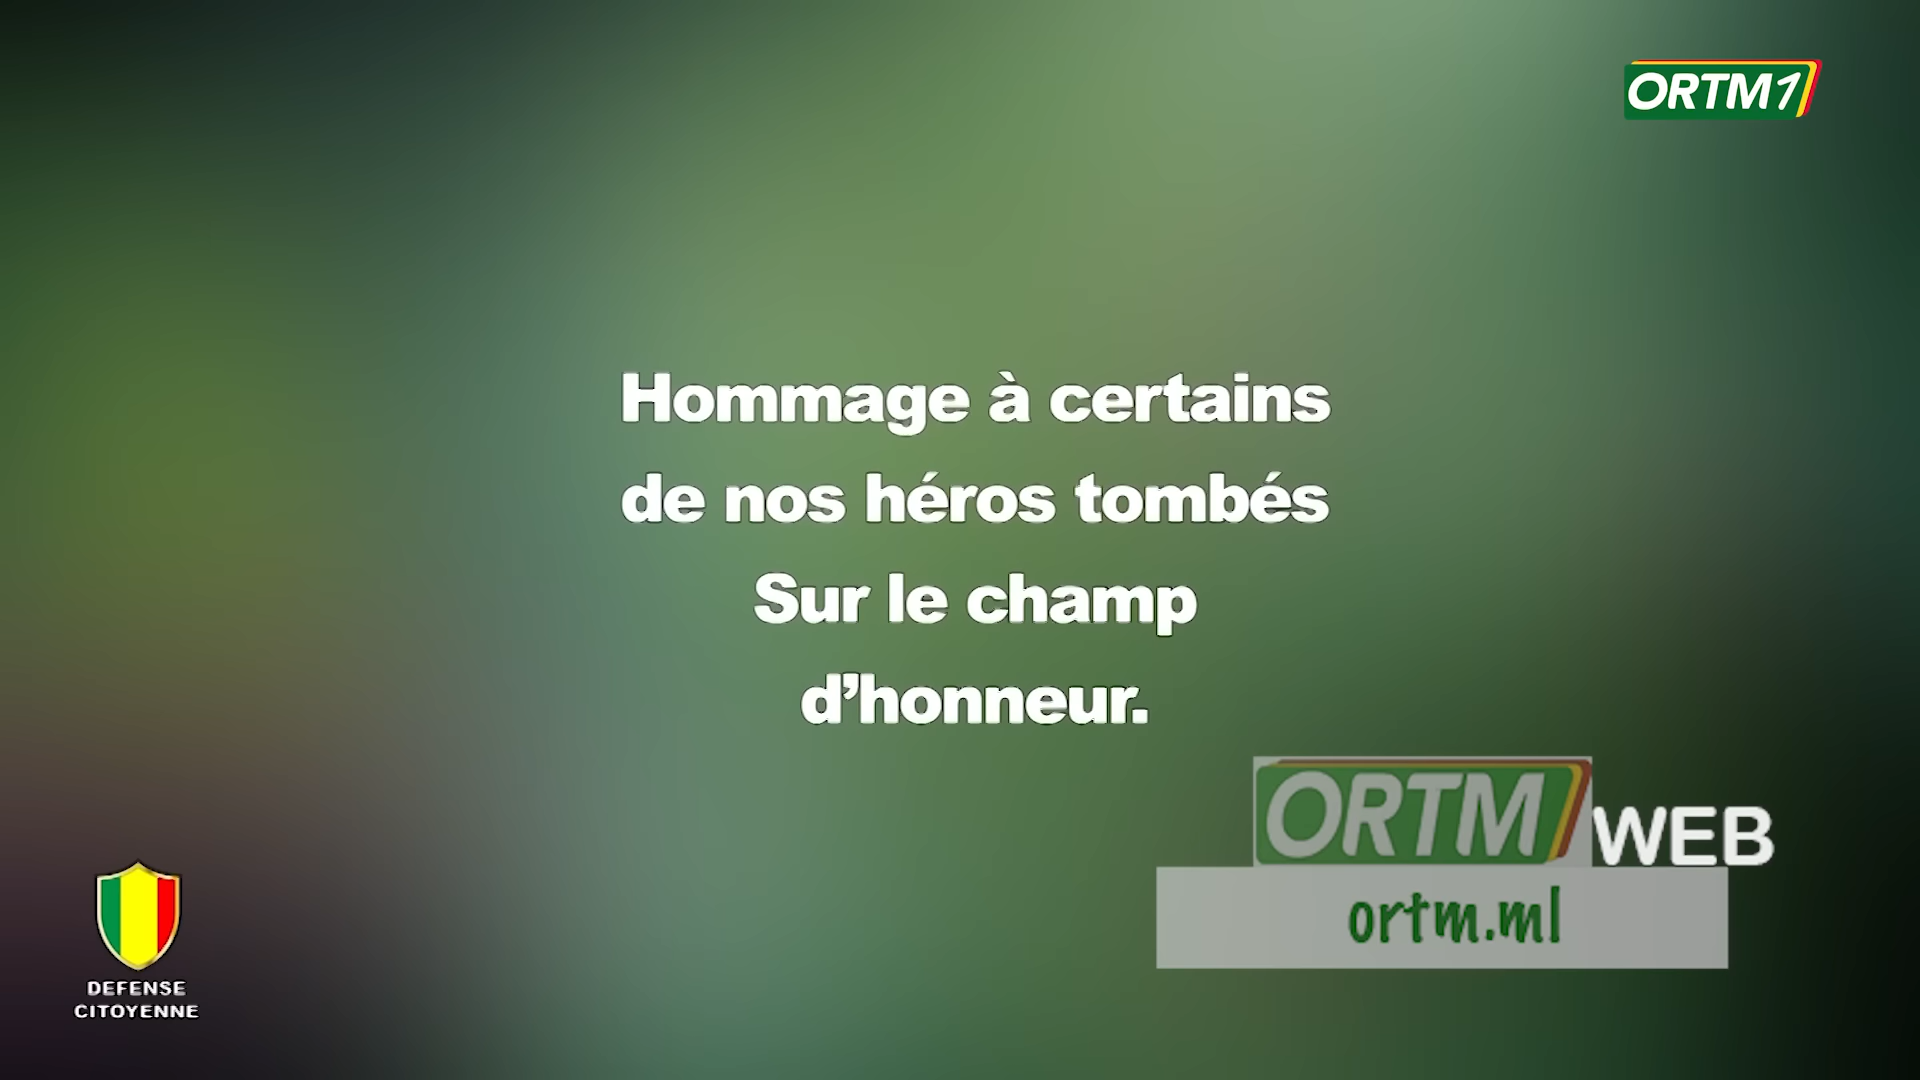 ORTM1
Hommage à certains
de nos héros tombés
Sur le champ
d’honneur.
ORTM WEB
ortm.ml
DEFENSE
CITOYENNE